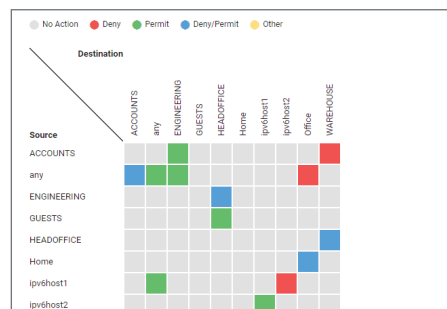 No Action Deny Permit Deny/Permit Other
Destination
ACCOUNTS
any
ENGINEERING
GUESTS
HEADOFFICE
Home
ipv6host1
ipv6host2
Office
WAREHOUSE
Source
ACCOUNTS
any
ENGINEERING
GUESTS
HEADOFFICE
Home
ipv6host1
ipv6host2